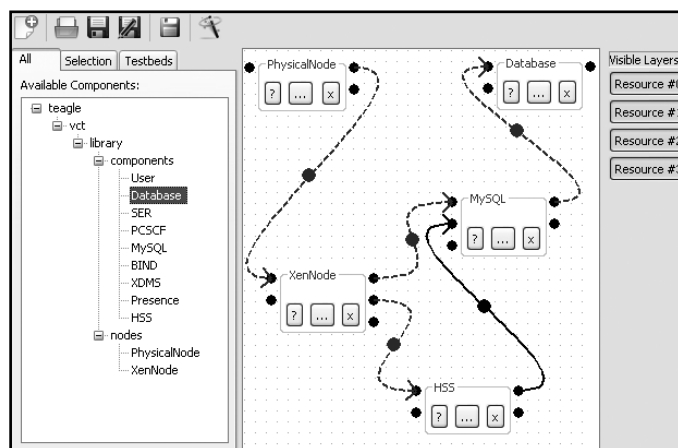 All
Selection
Testbeds
Available Components:
teagle
vct
library
components
User
Database
SER
PCSCF
MySQL
BIND
XDMS
Presence
HSS
nodes
PhysicalNode
XenNode
PhysicalNode
? ... x
Database
? ... x
MySQL
? ... x
XenNode
? ... x
HSS
? ... x
Visible Layers
Resource #0
Resource #1
Resource #2
Resource #3